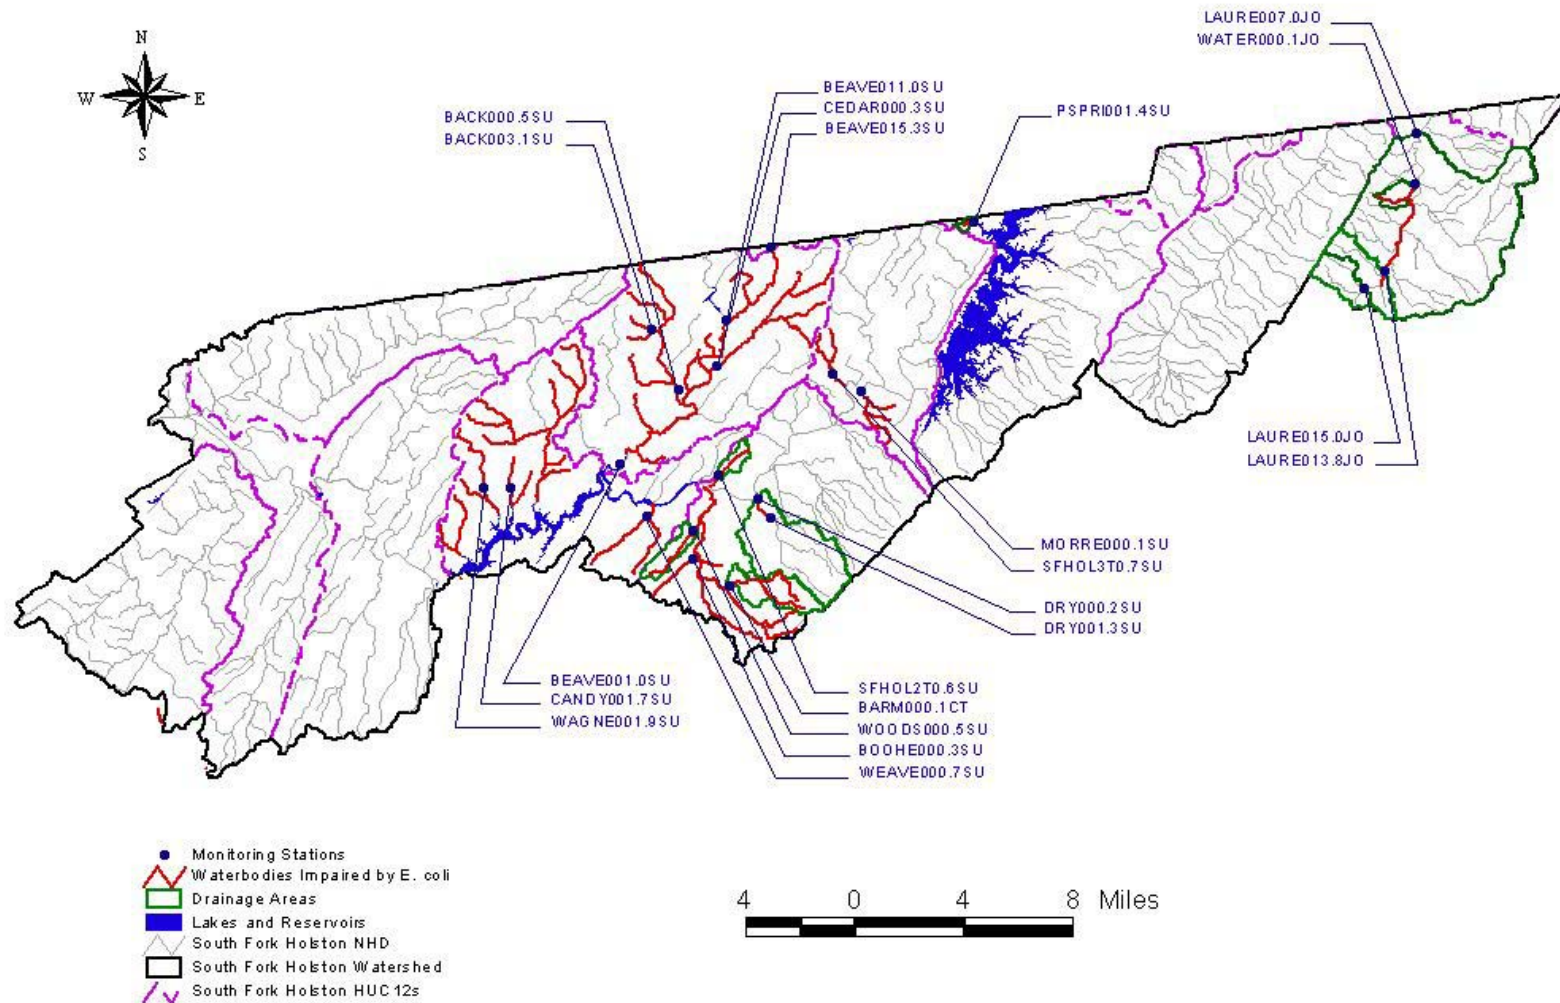 LAURE007.0JO
WATER000.1JO
N
W E
S
BEAVE011.0SU
CEDAR000.3SU
BEAVE015.3SU
BACK000.5SU
BACK003.1SU
PSPRI001.4SU
LAURE015.0JO
LAURE013.8JO
MORRE000.1SU
SFHOL3T0.7SU
DRY000.2SU
DRY001.3SU
BEAVE001.0SU
CANDY001.7SU
WAGNE001.9SU
SFHOL2T0.6SU
BARM000.1CT
WOODS000.5SU
BOOHE000.3SU
WEAVE000.7SU
Monitoring Stations
Waterbodies Impaired by E. coli
Drainage Areas
Lakes and Reservoirs
South Fork Holston NHD
South Fork Holston Watershed
South Fork Holston HUC12s
4 0 4 8 Miles